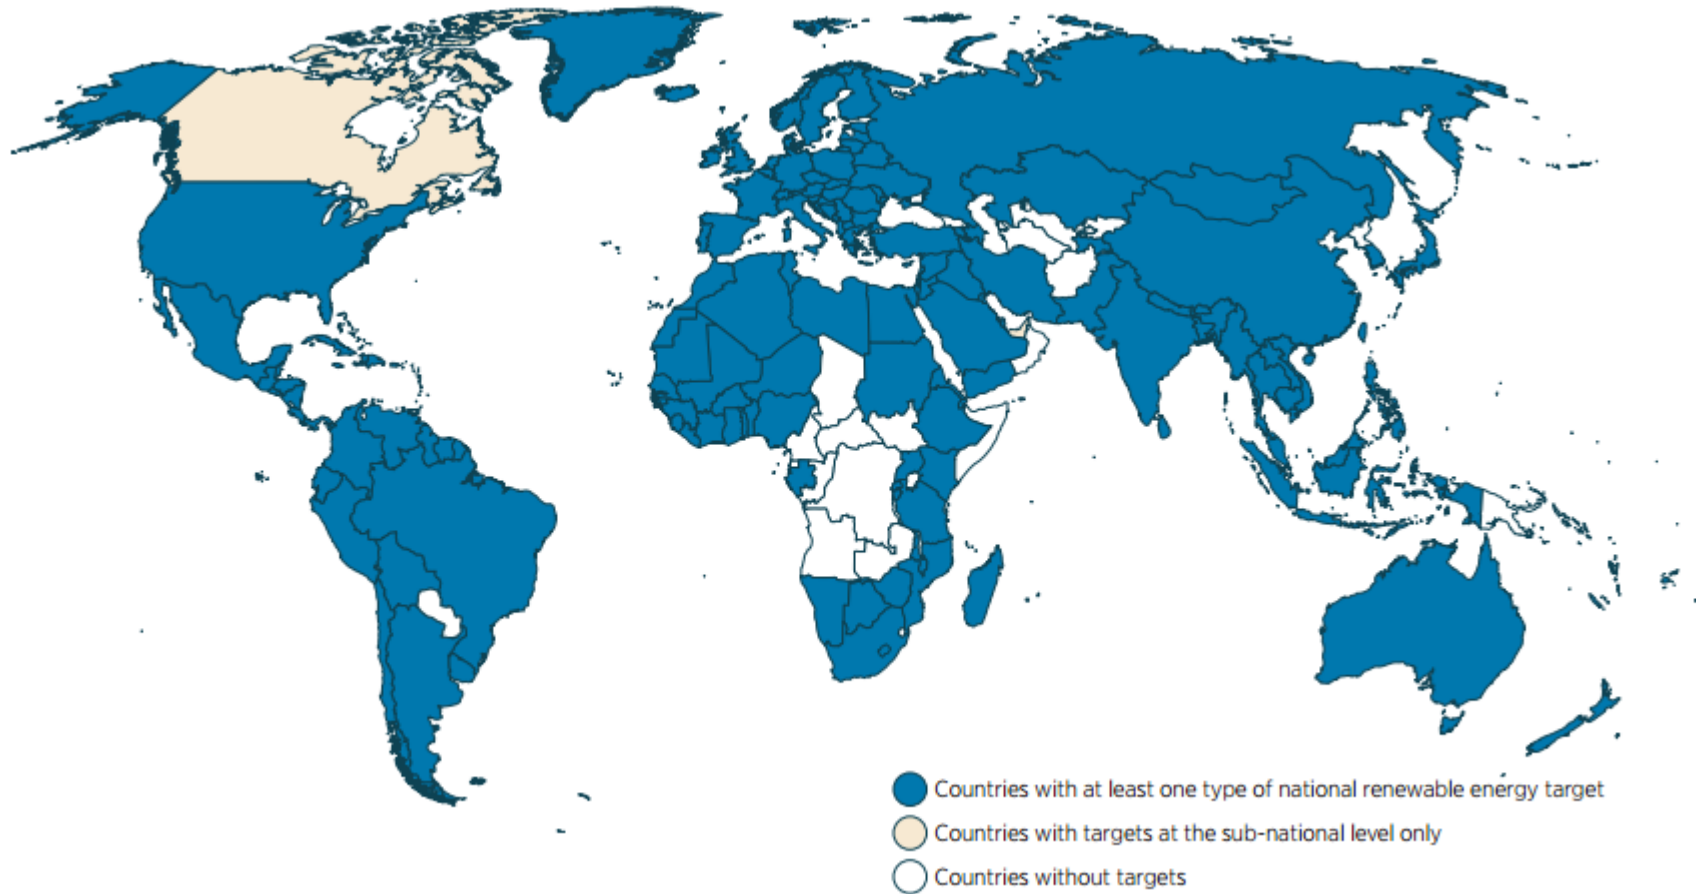 Countries with at least one type of national renewable energy target
Countries with targets at the sub-national level only
Countries without targets